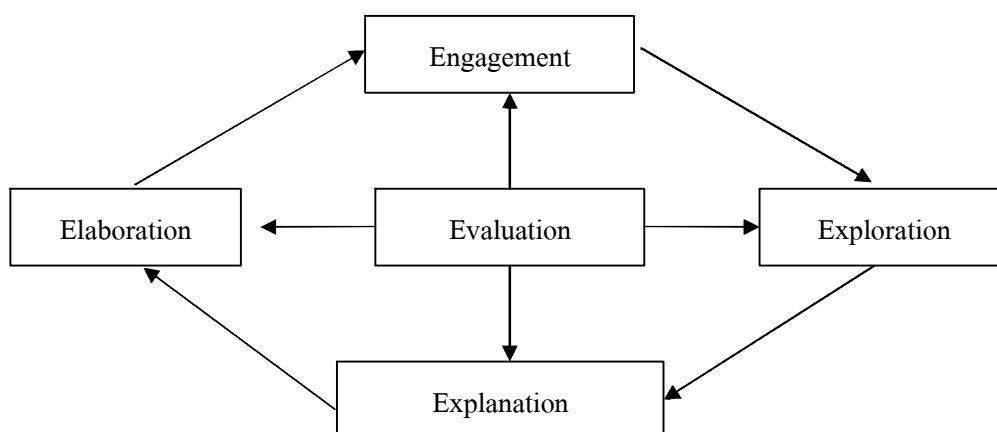 Engagement
Elaboration
Evaluation
Exploration
Explanation